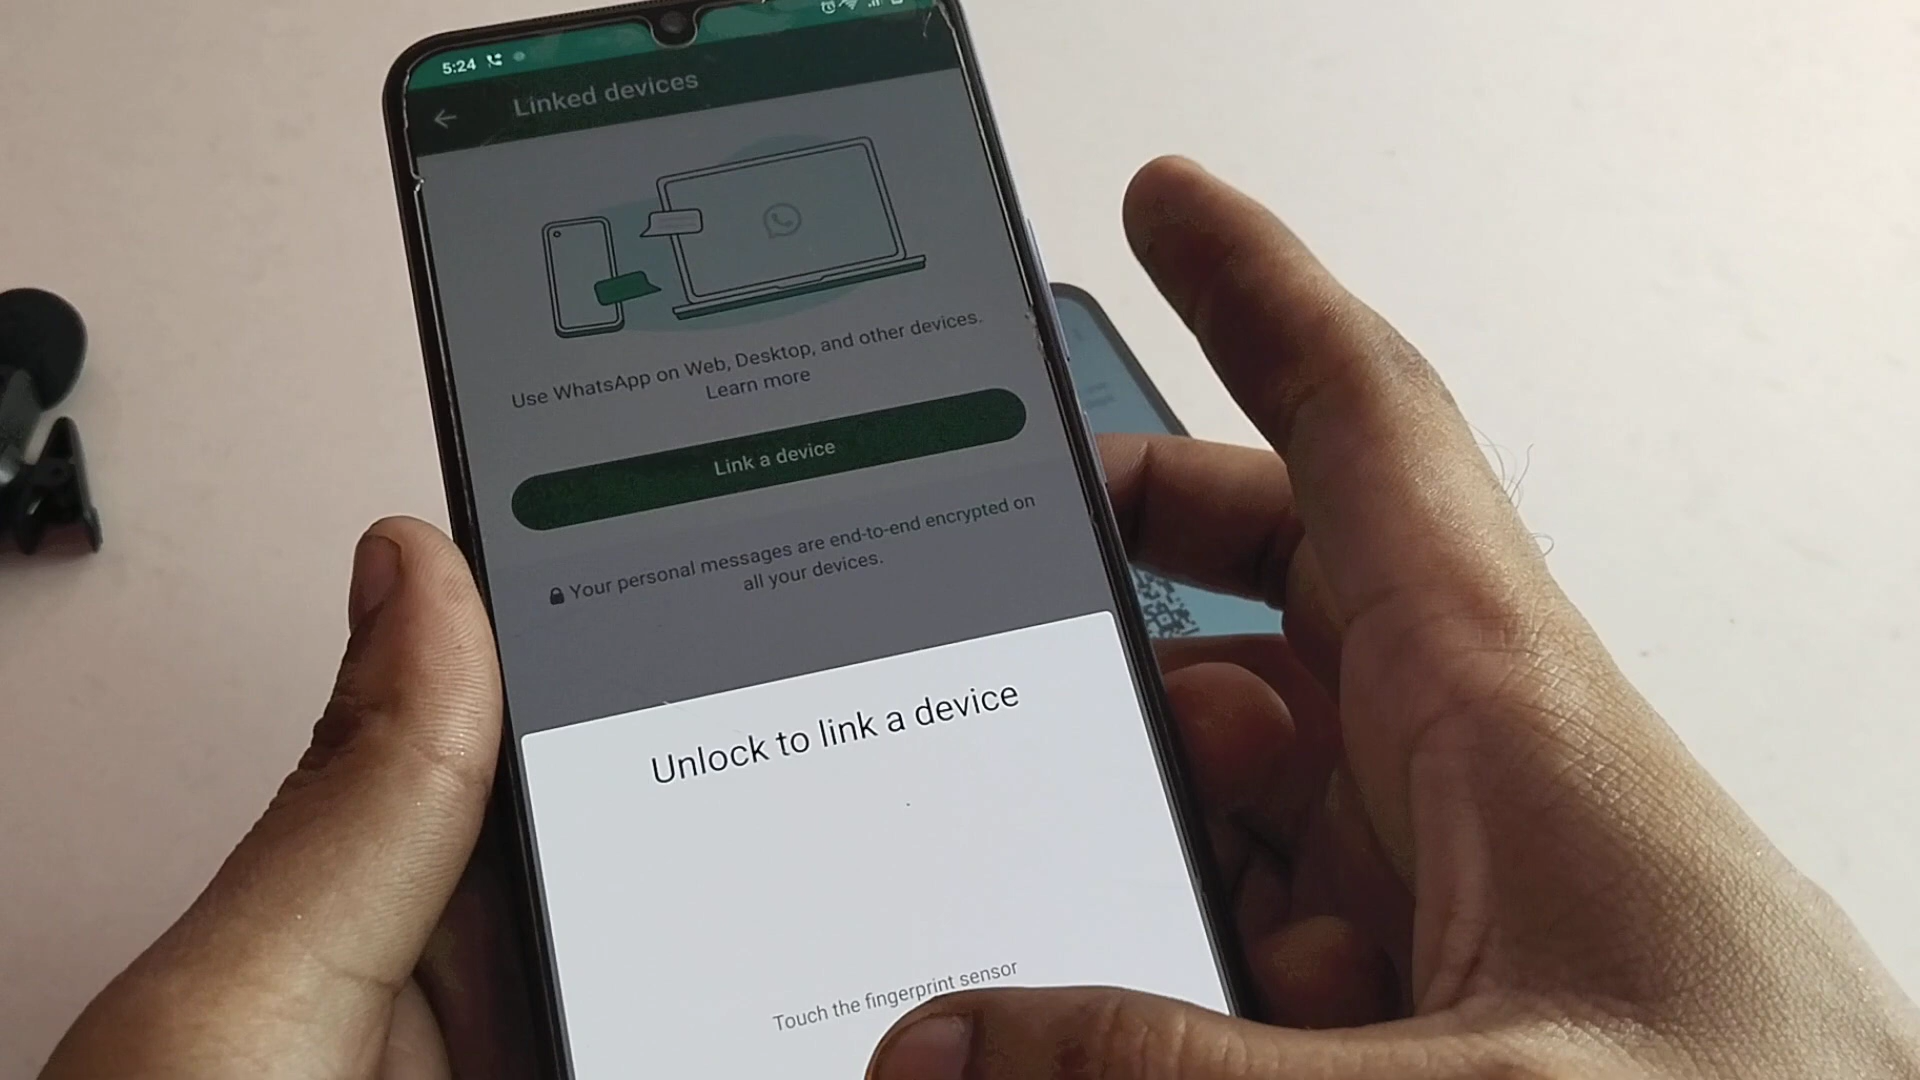 5:24
Linked devices
Use WhatsApp on Web, Desktop, and other devices.
Learn more
Link a device
Your personal messages are end-to-end encrypted on
all your devices.
Unlock to link a device
Touch the fingerprint sensor